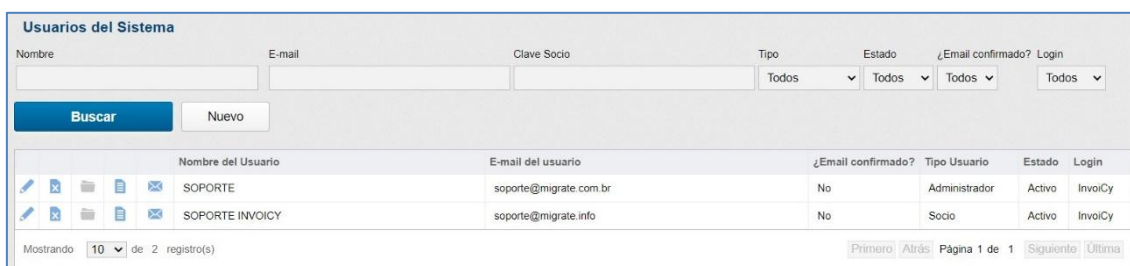 Usuarios del Sistema
Nombre E-mail Clave Socio Tipo Estado ¿Email confirmado? Login
Todos Todos Todos Todos
Buscar Nuevo
Nombre del Usuario E-mail del usuario ¿Email confirmado? Tipo Usuario Estado Login
SOPORTE soporte@migrate.com.br No Administrador Activo InvoiCy
SOPORTE INVOICY soporte@migrate.info No Socio Activo InvoiCy
Mostrando 10 de 2 registro(s) Primero Atrás Página 1 de 1 Siguiente Última